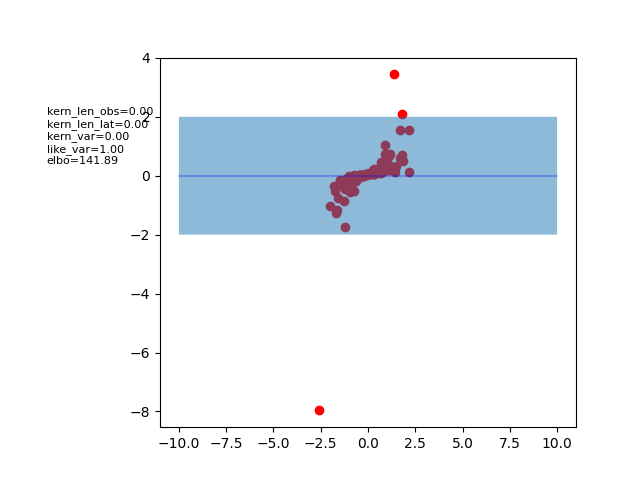 kern_len_obs=0.00
kern_len_lat=0.00
kern_var=0.00
like_var=1.00
elbo=141.89
4
2
0
−2
−4
−6
−8
−10.0 −7.5 −5.0 −2.5 0.0 2.5 5.0 7.5 10.0